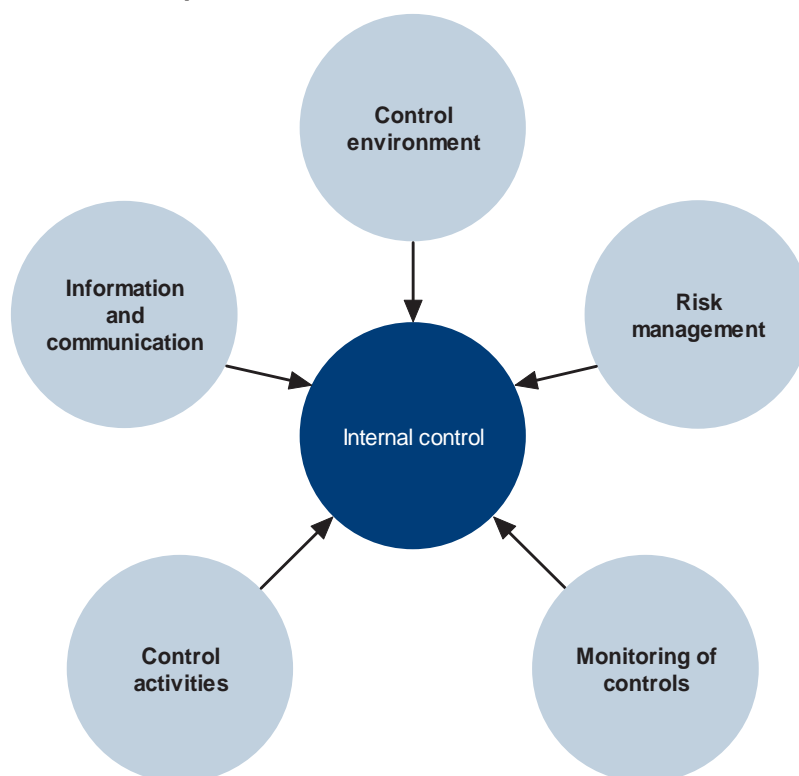 Control
environment
Information
and
communication
Risk
management
Internal control
Control
activities
Monitoring of
controls